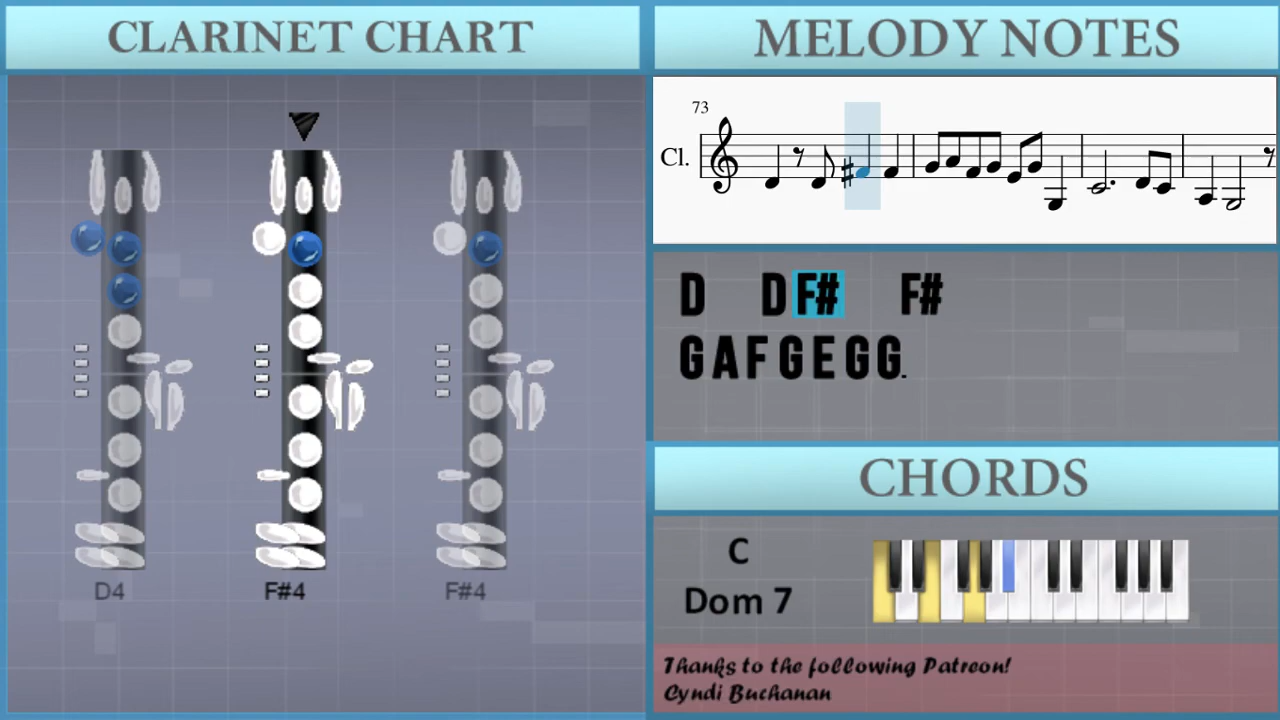 CLARINET CHART
D4
F#4
F#4
MELODY NOTES
73
Cl.
D D F# F#
G A F G E G G.
CHORDS
C
Dom 7
Thanks to the following Patreon!
Cyndi Buchanan